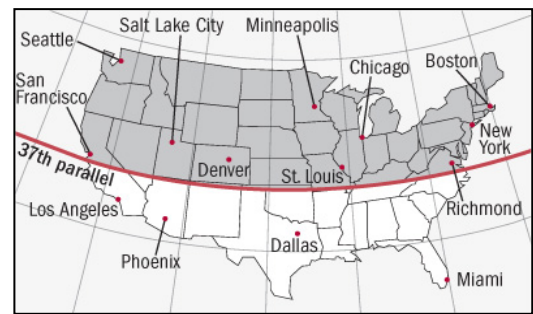 Salt Lake City
Minneapolis
Seattle
Chicago
Boston
San
Francisco
New
York
37th parallel
Denver
St. Louis
Los Angeles
Richmond
Phoenix
Dallas
Miami